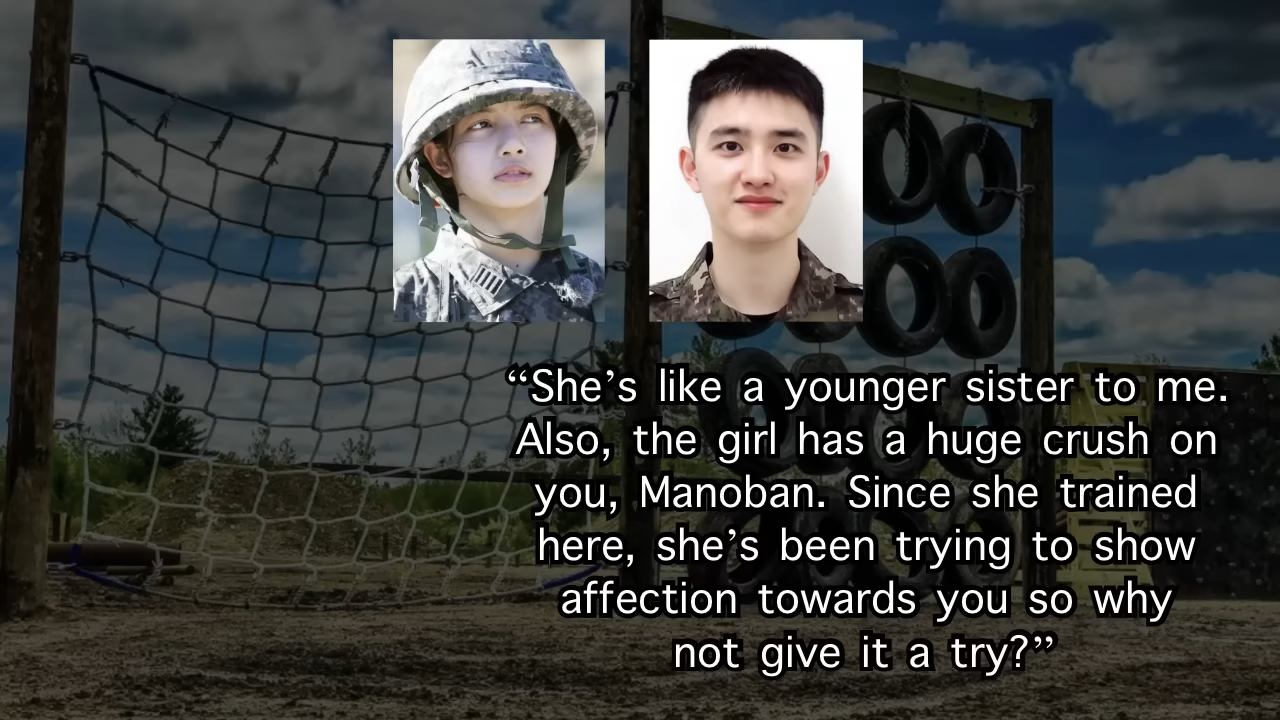 “She’s like a younger sister to me.
Also, the girl has a huge crush on
you, Manoban. Since she trained
here, she’s been trying to show
affection towards you so why
not give it a try?”